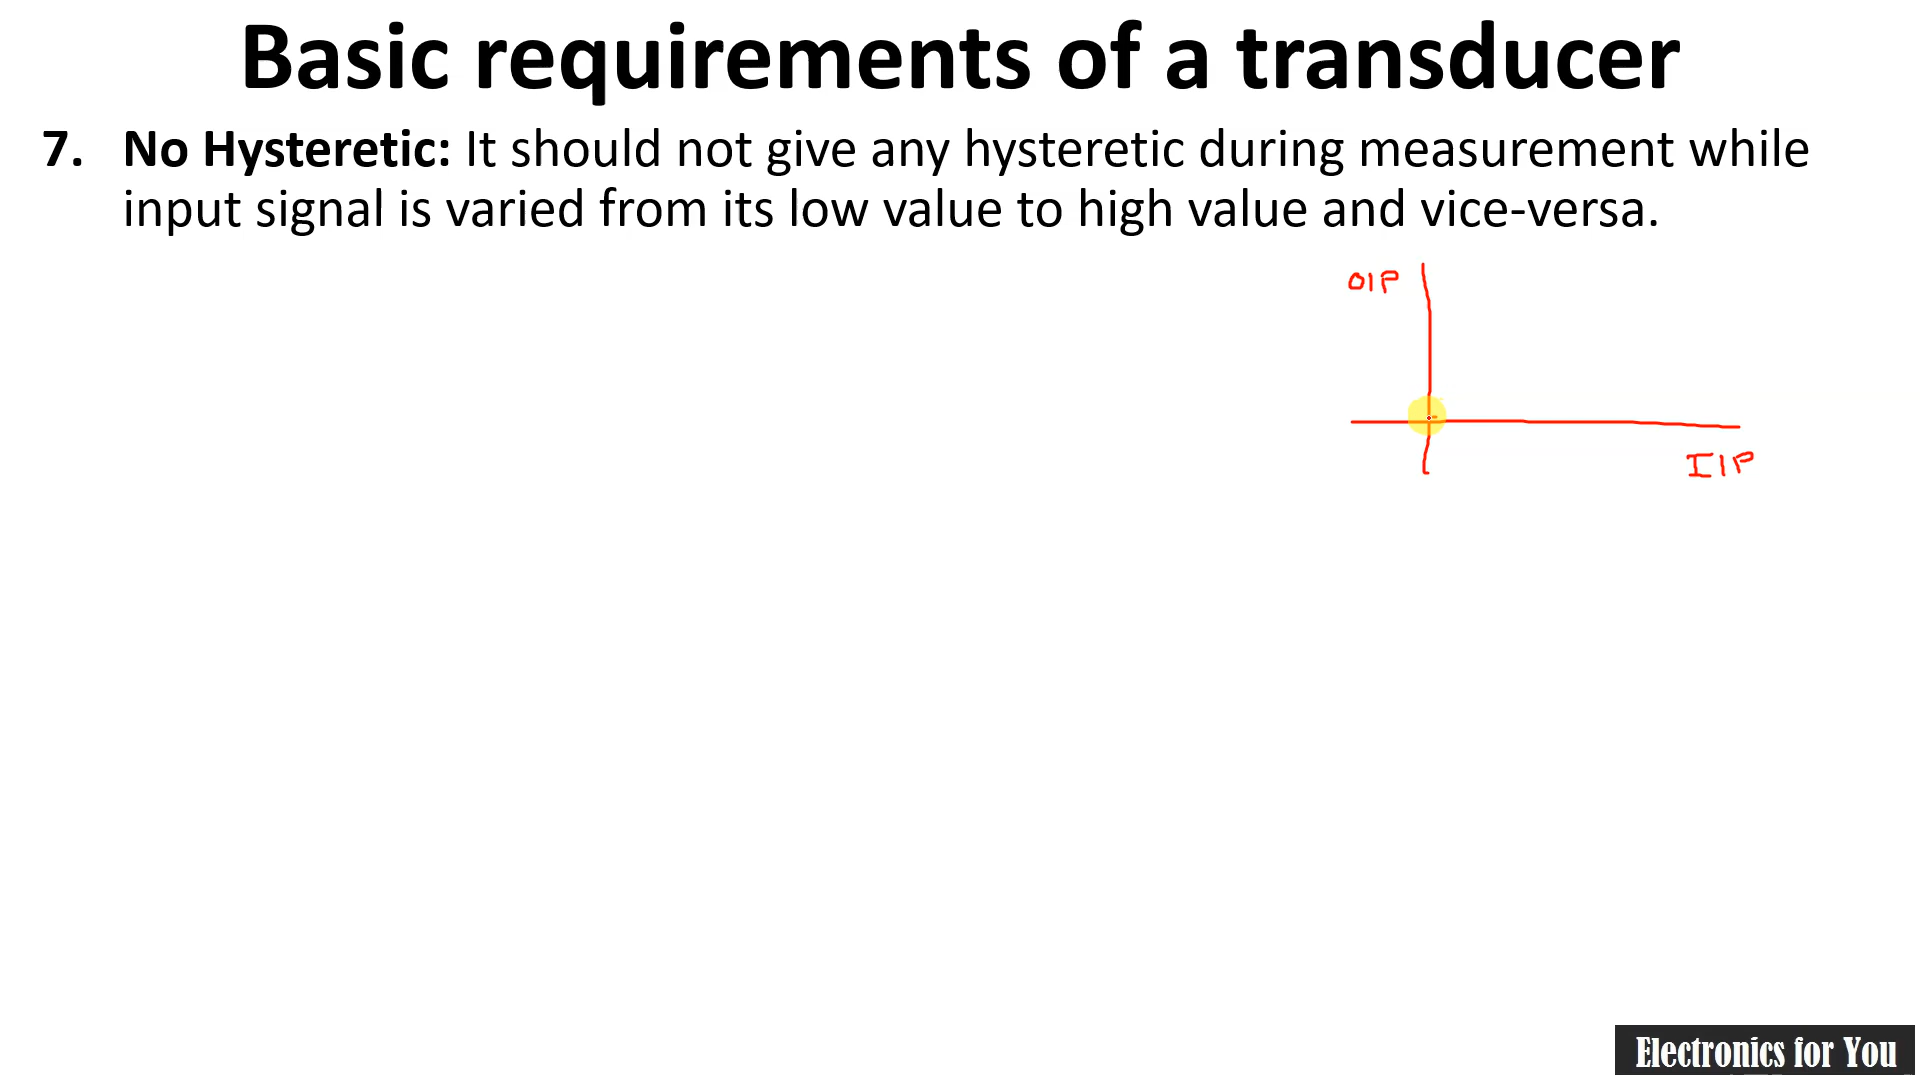 Basic requirements of a transducer
7. No Hysteretic: It should not give any hysteretic during measurement while
input signal is varied from its low value to high value and vice-versa.
O|P
I|P
Electronics for You